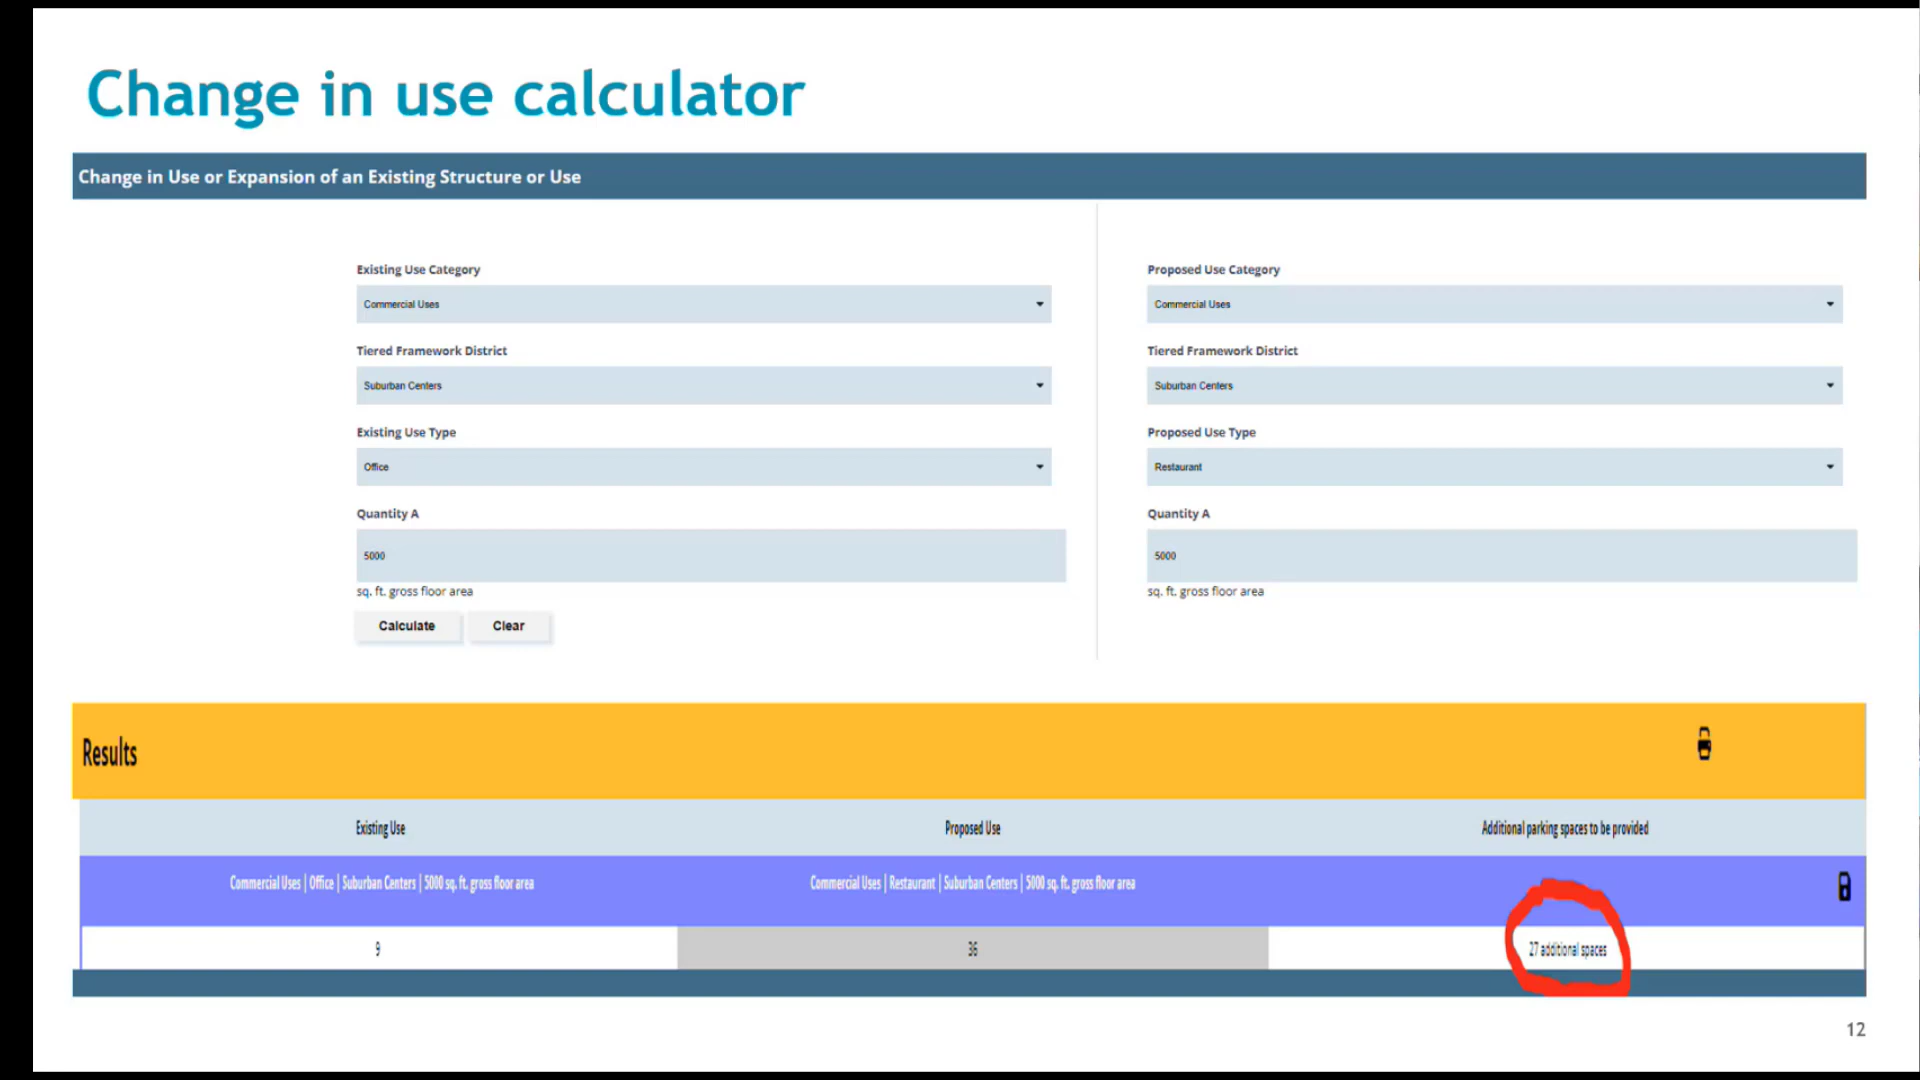 Change in use calculator
Change in Use or Expansion of an Existing Structure or Use
Existing Use Category
Commercial Uses
Tiered Framework District
Suburban Centers
Existing Use Type
Office
Quantity A
5000
sq. ft. gross floor area
Calculate Clear
Proposed Use Category
Commercial Uses
Tiered Framework District
Suburban Centers
Proposed Use Type
Restaurant
Quantity A
5000
sq. ft. gross floor area
Results
Existing Use Proposed Use Additional parking spaces to be provided
Commercial Uses | Office | Suburban Centers | 5000 sq. ft. gross floor area Commercial Uses | Restaurant | Suburban Centers | 5000 sq. ft. gross floor area
9 36 27 additional spaces
12